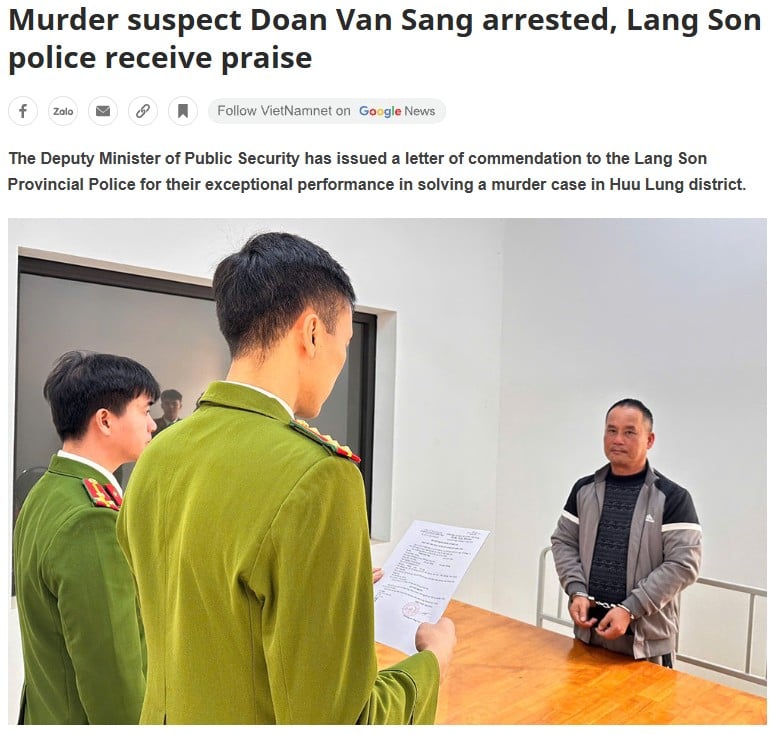 Murder suspect Doan Van Sang arrested, Lang Son
police receive praise
Zalo
Follow VietNamnet on Google News
The Deputy Minister of Public Security has issued a letter of commendation to the Lang Son
Provincial Police for their exceptional performance in solving a murder case in Huu Lung district.